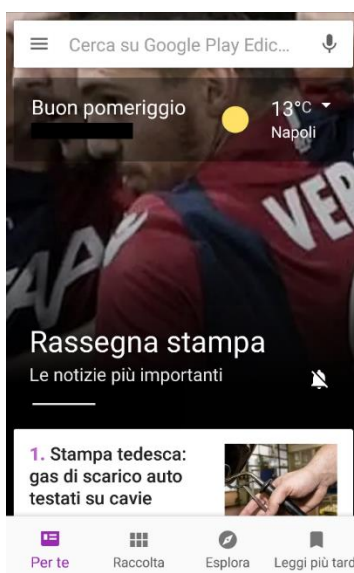 Cerca su Google Play Edic...
Buon pomeriggio
13°C
Napoli
Rassegna stampa
Le notizie più importanti
1. Stampa tedesca:
gas di scarico auto
testati su cavie
Per te
Raccolta
Esplora
Leggi più tard